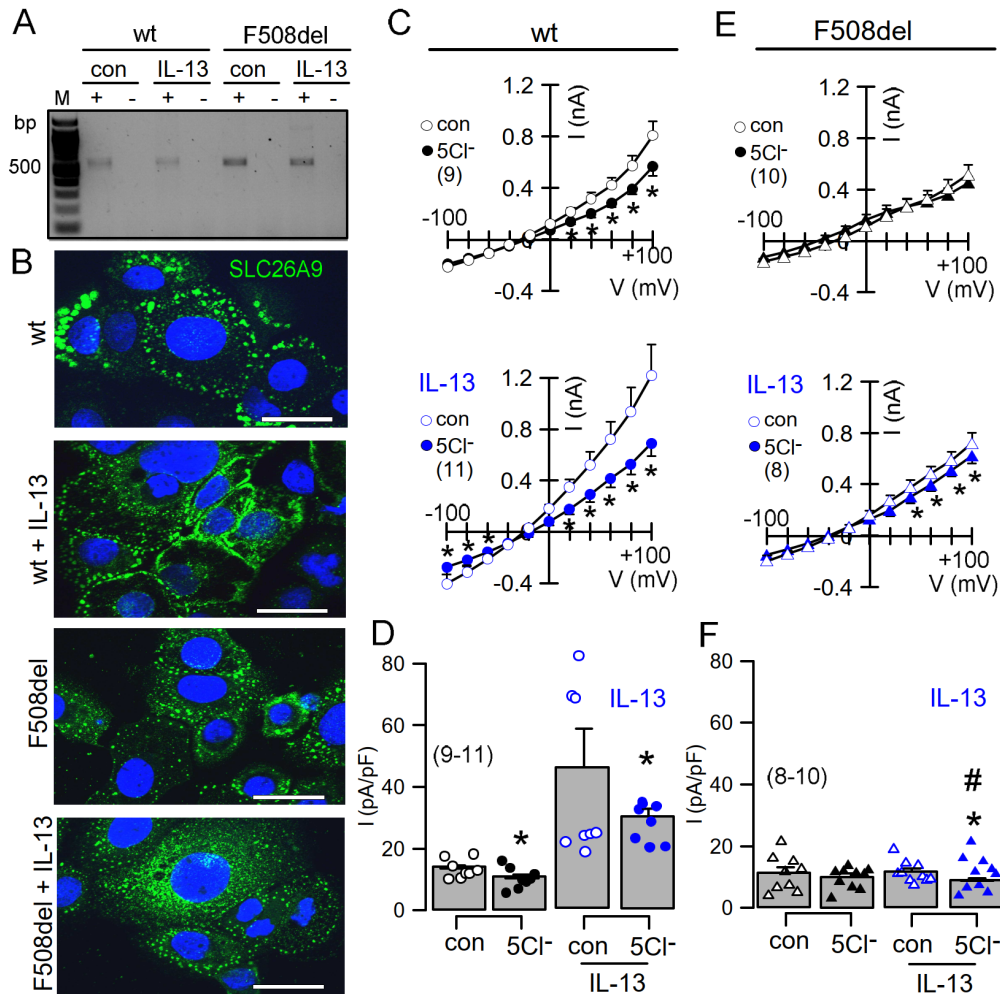 A
wt
F508del
con
IL-13
con
IL-13
M + - + - + - + -
bp
500
B
SLC26A9
wt
wt + IL-13
F508del
F508del + IL-13
C
wt
1.2
I (nA)
con
5Cl-
(9)
0.8
0.4
*
*
*
*
*
-100
+100
-0.4
V (mV)
IL-13
1.2
I (nA)
con
5Cl-
(11)
0.8
0.4
*
*
*
*
*
-100
*
*
*
+100
-0.4
V (mV)
E
F508del
1.2
I (nA)
con
5Cl-
(10)
0.8
0.4
-100
+100
-0.4
V (mV)
IL-13
1.2
I (nA)
con
5Cl-
(8)
0.8
0.4
*
*
*
*
-100
+100
-0.4
V (mV)
D
80
60
40
20
0
I (pA/pF)
IL-13
(9-11)
*
*
con
5Cl-
con
5Cl-
IL-13
F
80
60
40
20
0
I (pA/pF)
IL-13
(8-10)
#
*
con
5Cl-
con
5Cl-
IL-13